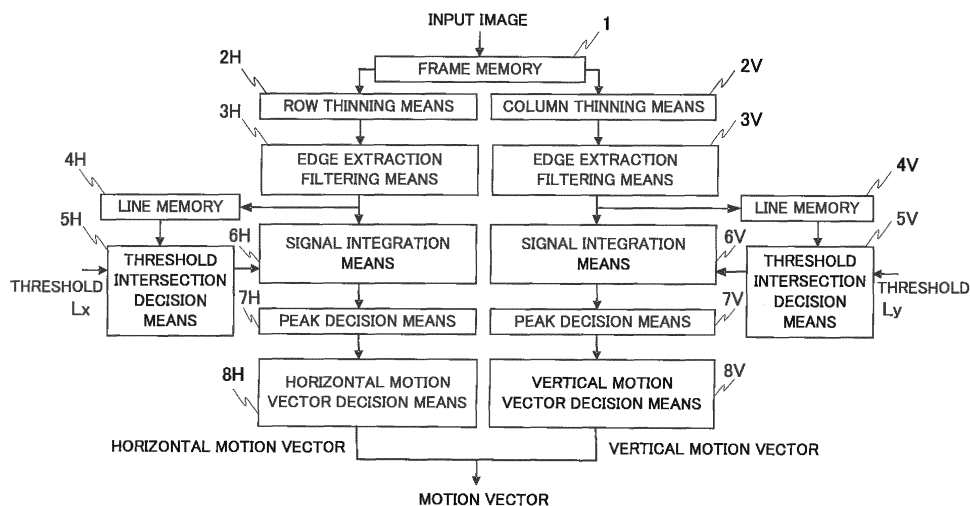 INPUT IMAGE
1
FRAME MEMORY
2H
2V
ROW THINNING MEANS
COLUMN THINNING MEANS
3H
3V
EDGE EXTRACTION
FILTERING MEANS
EDGE EXTRACTION
FILTERING MEANS
4H
4V
LINE MEMORY
LINE MEMORY
5H
5V
6H
6V
SIGNAL INTEGRATION
MEANS
SIGNAL INTEGRATION
MEANS
THRESHOLD
INTERSECTION
DECISION
MEANS
THRESHOLD
INTERSECTION
DECISION
MEANS
THRESHOLD
Lx
THRESHOLD
Ly
7H
7V
PEAK DECISION MEANS
PEAK DECISION MEANS
8H
8V
HORIZONTAL MOTION
VECTOR DECISION MEANS
VERTICAL MOTION
VECTOR DECISION MEANS
HORIZONTAL MOTION VECTOR
VERTICAL MOTION VECTOR
MOTION VECTOR